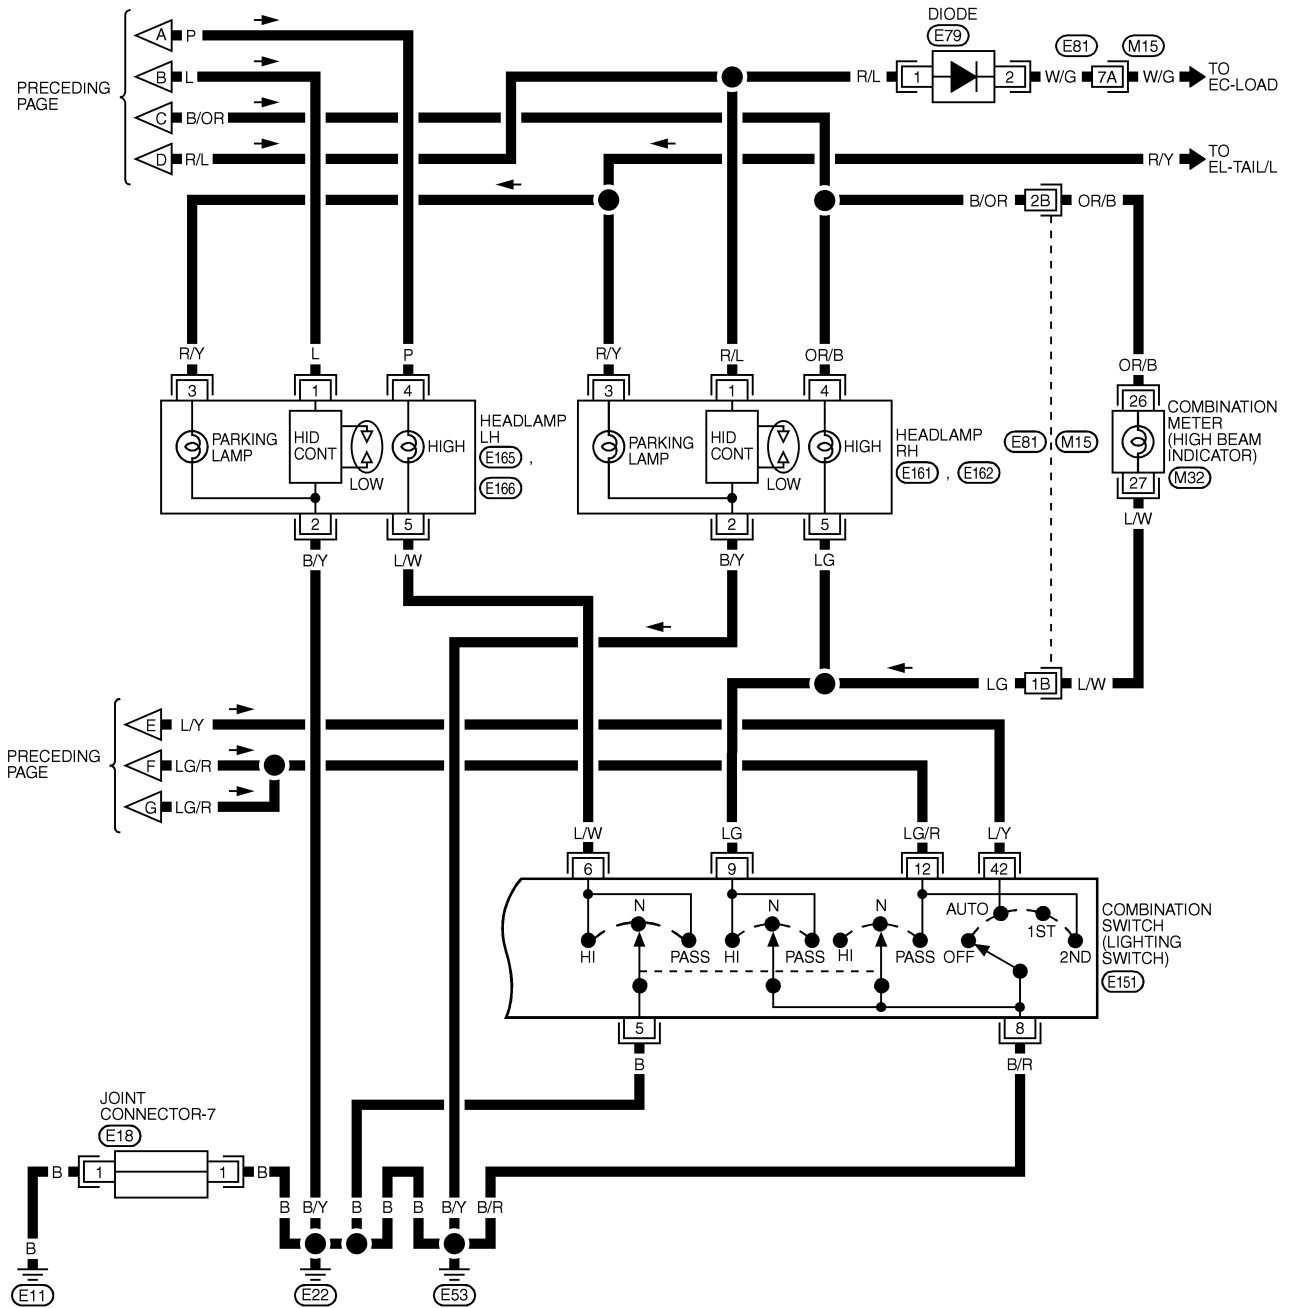 DIODE
E79
A P
B L
PRECEDING
PAGE
C B/OR
D R/L
R/L 1 2 W/G
E81
M15
7A W/G
TO
EC-LOAD
R/Y
TO
EL-TAIL/L
B/OR 2B OR/B
R/Y L P R/Y R/L OR/B OR/B
3 1 4 3 1 4 26
PARKING
LAMP
HID
CONT
LOW
HIGH
HEADLAMP
LH
E165 ,
E166
PARKING
LAMP
HID
CONT
LOW
HIGH
HEADLAMP
RH
E161 , E162
E81 M15
COMBINATION
METER
(HIGH BEAM
INDICATOR)
M32
27
L/W
2 5 2 5
B/Y L/W B/Y LG
LG 1B L/W
PRECEDING
PAGE
E L/Y
F LG/R
G LG/R
L/W LG LG/R L/Y
6 9 12 42
N N N AUTO
1ST
HI PASS HI PASS HI PASS OFF 2ND
COMBINATION
SWITCH
(LIGHTING
SWITCH)
E151
5 8
B B/R
JOINT
CONNECTOR-7
E18
B 1 1 B
B B/Y B B B B/Y B/R
B
E11 E22 E53